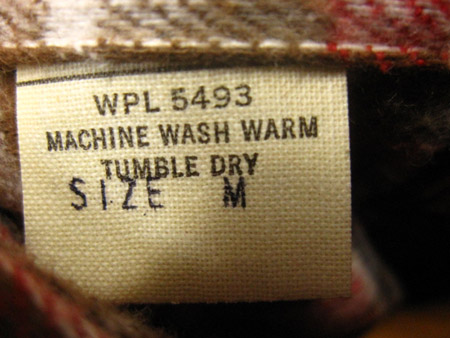 WPL 5493
MACHINE WASH WARM
TUMBLE DRY
SIZE M